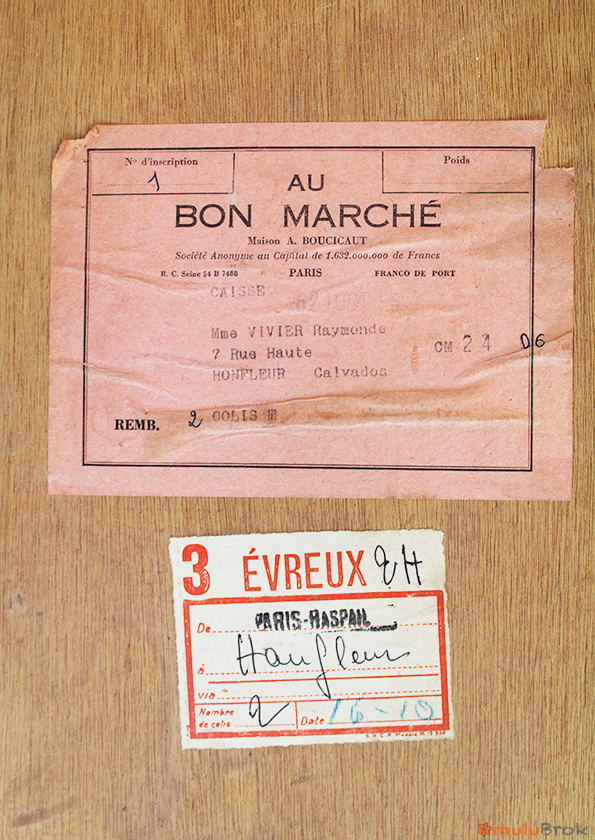 N° d'inscription
1
Poids
AU
BON MARCHÉ
Maison A. BOUCICAUT
Société Anonyme au Capital de 1.632.000.000 de Francs
R. C. Seine 54 B 7488 PARIS FRANCO DE PORT
CAISSE
Mme VIVIER Raymonde
7 Rue Haute
CM 24 06
HONFLEUR Calvados
REMB. 2 COLIS
3 ÉVREUX
De PARIS-RASPAIL
à Honfleur
via
Nombre de colis 2
Date 16-10
muluBrok